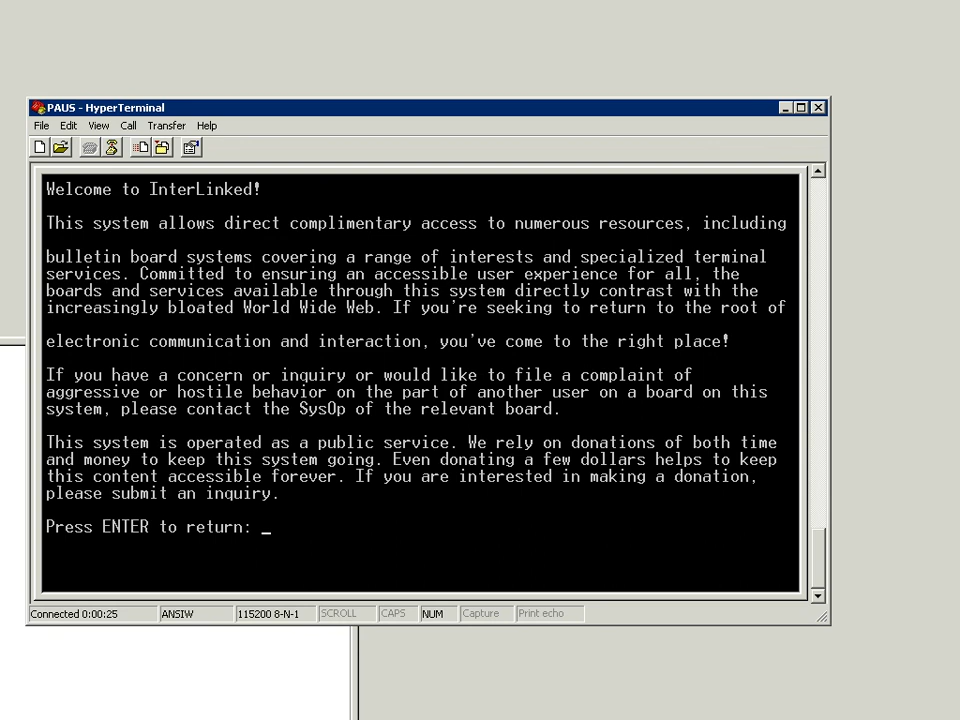 PAUS - HyperTerminal
File Edit View Call Transfer Help
Welcome to InterLinked!
This system allows direct complimentary access to numerous resources, including
bulletin board systems covering a range of interests and specialized terminal
services. Committed to ensuring an accessible user experience for all, the
boards and services available through this system directly contrast with the
increasingly bloated World Wide Web. If you're seeking to return to the root of
electronic communication and interaction, you've come to the right place!
If you have a concern or inquiry or would like to file a complaint of
aggressive or hostile behavior on the part of another user on a board on this
system, please contact the SysOp of the relevant board.
This system is operated as a public service. We rely on donations of both time
and money to keep this system going. Even donating a few dollars helps to keep
this content accessible forever. If you are interested in making a donation,
please submit an inquiry.
Press ENTER to return: _
Connected 0:00:25 ANSIW 115200 8-N-1 SCROLL CAPS NUM Capture Print echo